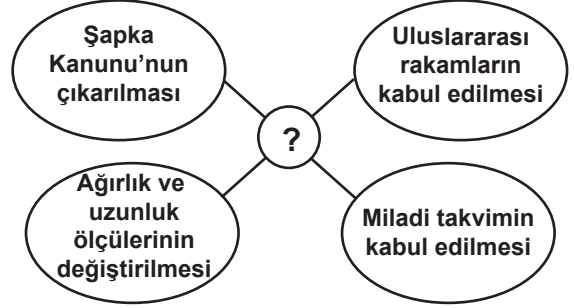 Şapka
Kanunu’nun
çıkarılması
Uluslararası
rakamların
kabul edilmesi
?
Ağırlık ve
uzunluk
ölçülerinin
değiştirilmesi
Miladi takvimin
kabul edilmesi